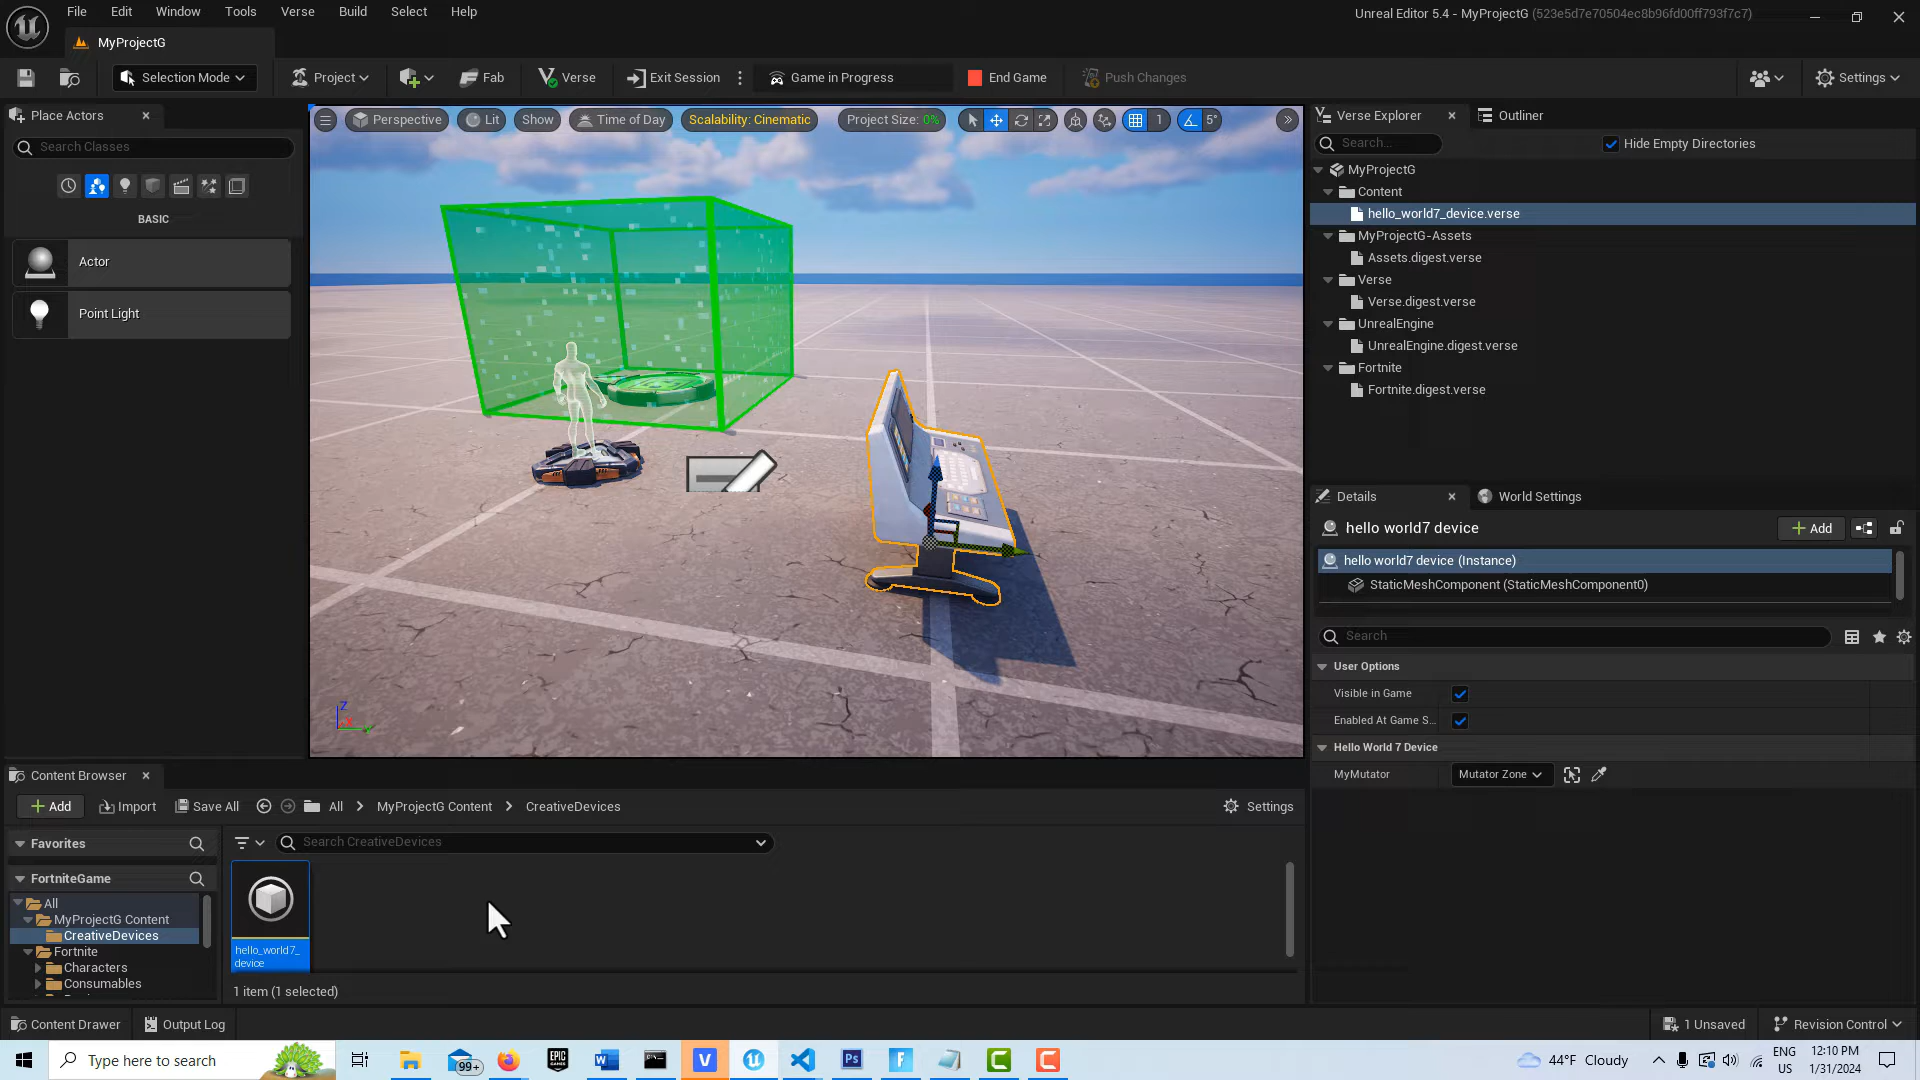 File Edit Window Tools Verse Build Select Help
Unreal Editor 5.4 - MyProjectG (523e5d7e70504ec8b96fd00ff793f7c7)
MyProjectG
Selection Mode Project Fab Verse Exit Session Game in Progress End Game Push Changes Settings
Place Actors
Search Classes
BASIC
Actor
Point Light
Perspective Lit Show Time of Day Scalability: Cinematic Project Size: 0% 1 5°
Z
Verse Explorer Outliner
Search... Hide Empty Directories
MyProjectG
Content
hello_world7_device.verse
MyProjectG-Assets
Assets.digest.verse
Verse
Verse.digest.verse
UnrealEngine
UnrealEngine.digest.verse
Fortnite
Fortnite.digest.verse
Details World Settings
hello world7 device Add
hello world7 device (Instance)
StaticMeshComponent (StaticMeshComponent0)
Search
User Options
Visible in Game
Enabled At Game S...
Hello World 7 Device
MyMutator Mutator Zone
Content Browser
Add Import Save All All MyProjectG Content CreativeDevices Settings
Favorites
Search CreativeDevices
FortniteGame
All
MyProjectG Content
CreativeDevices
Fortnite
Characters
Consumables
hello_world7_
device
1 item (1 selected)
Content Drawer Output Log 1 Unsaved Revision Control
Type here to search
99+
EPIC
GAMES
44°F Cloudy
ENG
US
12:10 PM
1/31/2024